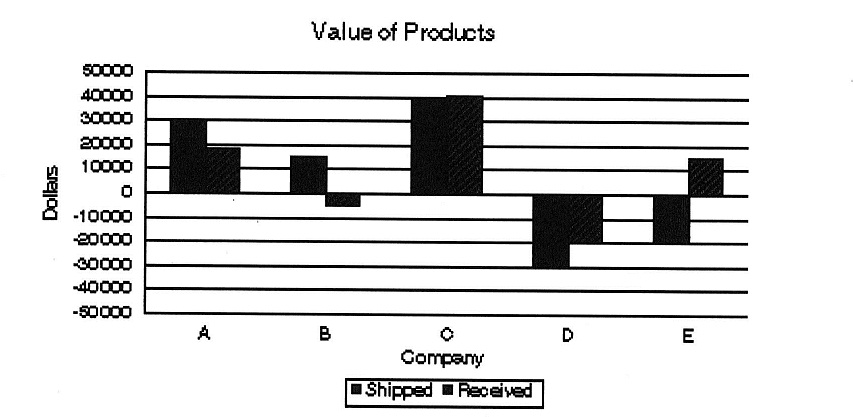 Value of Products
50000
40000
30000
20000
10000
0
-10000
-20000
-30000
-40000
-50000
Dollars
A B C D E
Company
Shipped Received